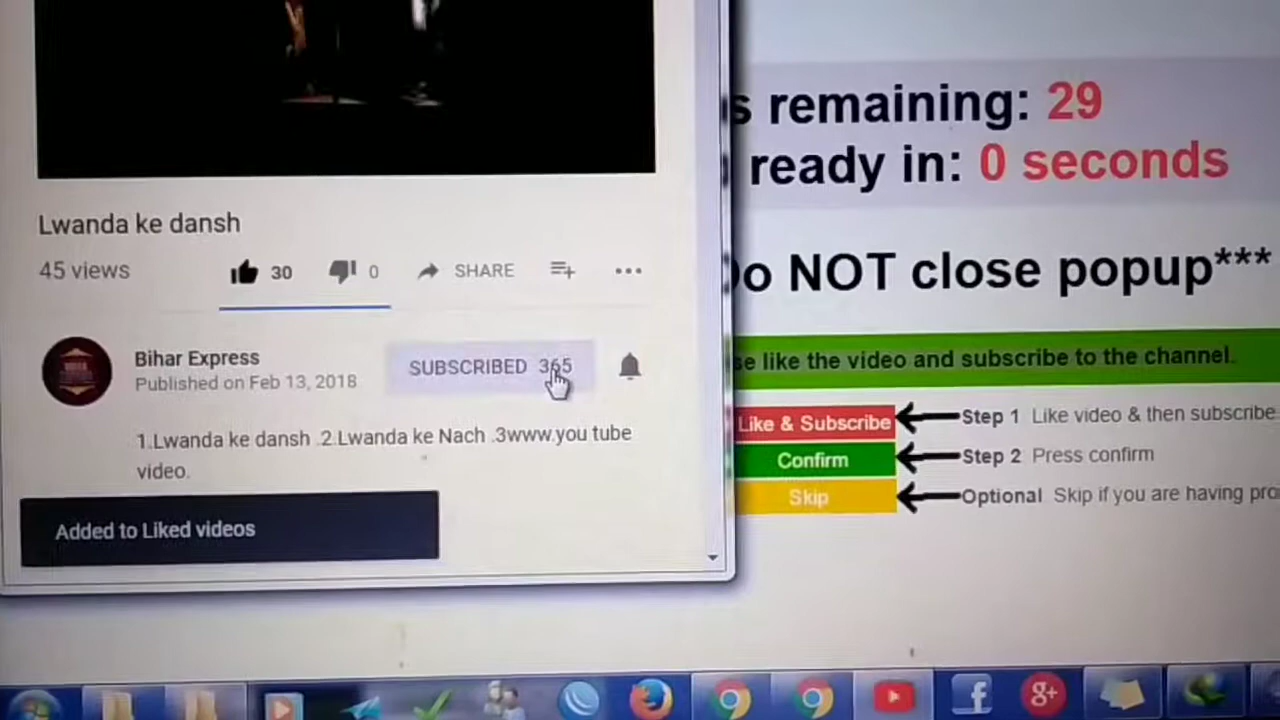 s remaining: 29
ready in: 0 seconds
Do NOT close popup***
se like the video and subscribe to the channel.
Like & Subscribe
Step 1 Like video & then subscribe
Confirm
Step 2 Press confirm
Skip
Optional Skip if you are having pro
Lwanda ke dansh
45 views
30
0
SHARE
Bihar Express
Published on Feb 13, 2018
SUBSCRIBED 365
1.Lwanda ke dansh .2.Lwanda ke Nach .3www.you tube
video.
Added to Liked videos
f
g+